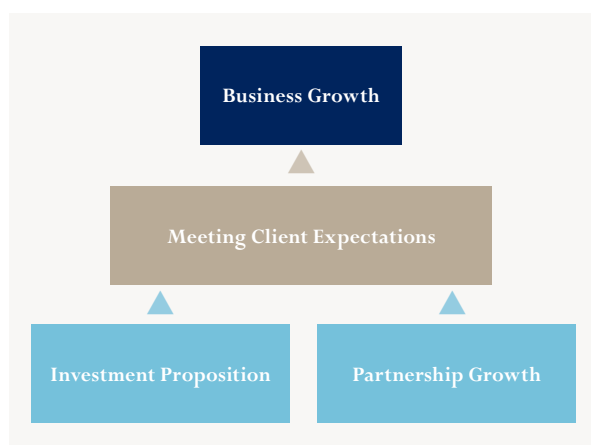 Business Growth
Meeting Client Expectations
Investment Proposition
Partnership Growth